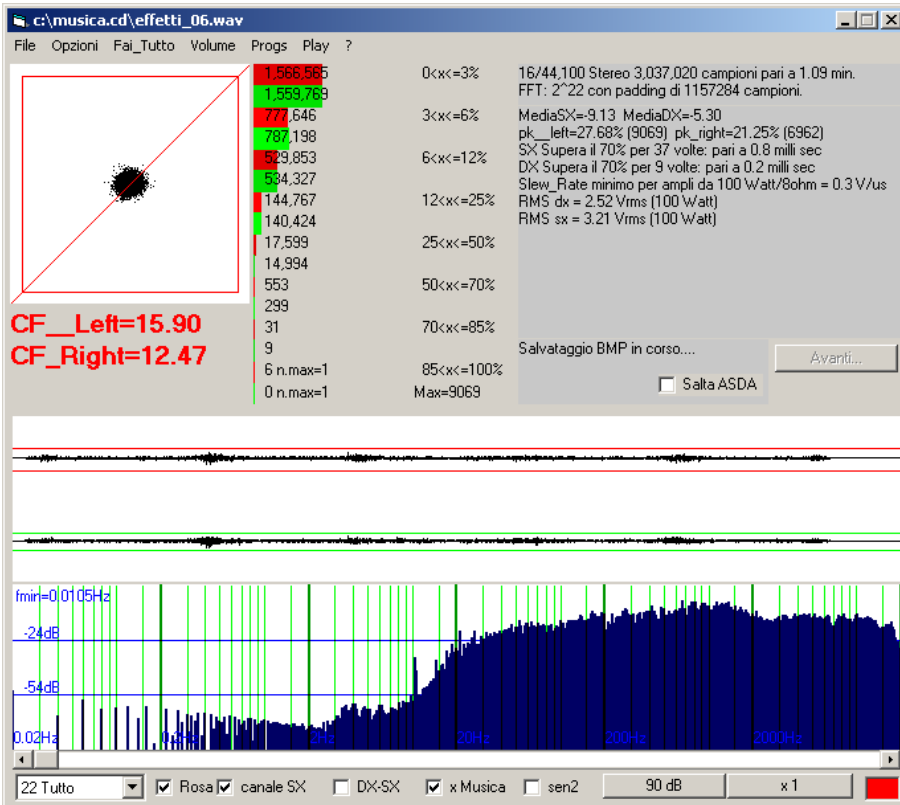 c:\musica.cd\effetti_06.wav
File Opzioni Fai_Tutto Volume Progs Play ?
1,566,565 0<x<=3%
1,559,769
777,646 3<x<=6%
787,198
529,853 6<x<=12%
534,327
144,767 12<x<=25%
140,424
17,599 25<x<=50%
14,994
553 50<x<=70%
299
31 70<x<=85%
9
6 n.max=1 85<x<=100%
0 n.max=1 Max=9069
CF__Left=15.90
CF_Right=12.47
16/44,100 Stereo 3,037,020 campioni pari a 1.09 min.
FFT: 2^22 con padding di 1157284 campioni.
MediaSX=-9.13 MediaDX=-5.30
pk__left=27.68% (9069) pk_right=21.25% (6962)
SX Supera il 70% per 37 volte: pari a 0.8 milli sec
DX Supera il 70% per 9 volte: pari a 0.2 milli sec
Slew_Rate minimo per ampli da 100 Watt/8ohm = 0.3 V/us
RMS dx = 2.52 Vrms (100 Watt)
RMS sx = 3.21 Vrms (100 Watt)
Salvataggio BMP in corso....
Avanti...
Salta ASDA
fmin=0.0105Hz
-24dB
-54dB
0.02Hz 0.2Hz 2Hz 20Hz 200Hz 2000Hz
22 Tutto Rosa canale SX DX-SX x Musica sen2 90 dB x 1